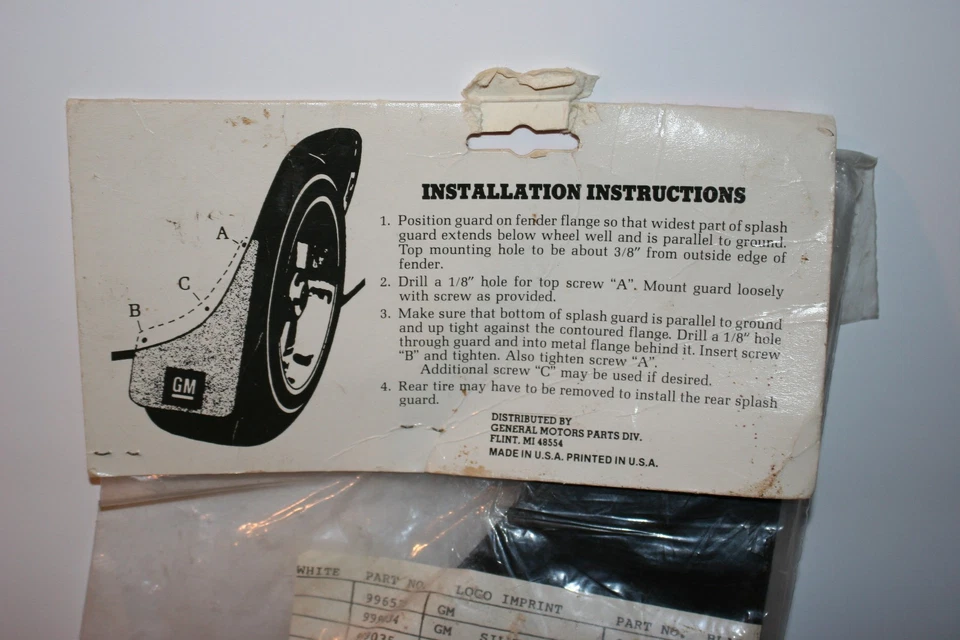 INSTALLATION INSTRUCTIONS
1. Position guard on fender flange so that widest part of splash
guard extends below wheel well and is parallel to ground.
Top mounting hole to be about 3/8" from outside edge of
fender.
2. Drill a 1/8" hole for top screw "A". Mount guard loosely
with screw as provided.
3. Make sure that bottom of splash guard is parallel to ground
and up tight against the contoured flange. Drill a 1/8" hole
through guard and into metal flange behind it. Insert screw
"B" and tighten. Also tighten screw "A".
Additional screw "C" may be used if desired.
4. Rear tire may have to be removed to install the rear splash
guard.
DISTRIBUTED BY
GENERAL MOTORS PARTS DIV.
FLINT. MI 48554
MADE IN U.S.A. PRINTED IN U.S.A.
A
C
B
GM
WHITE PART NO. LOGO IMPRINT PART NO.
GM
GM